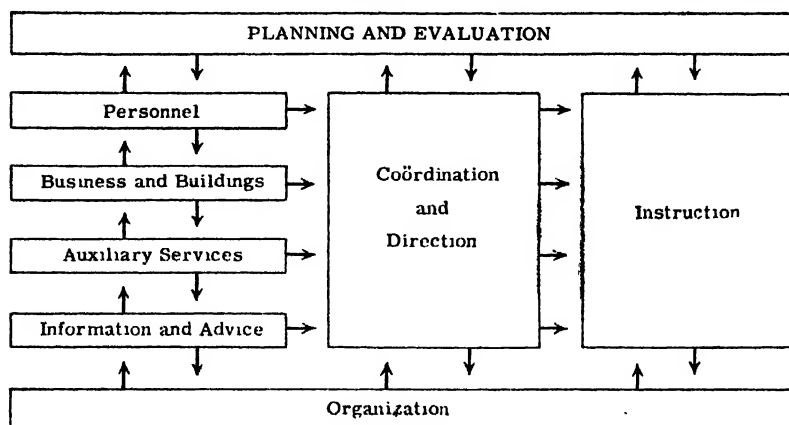 PLANNING AND EVALUATION
Personnel
Business and Buildings
Auxiliary Services
Information and Advice
Coördination
and
Direction
Instruction
Organization